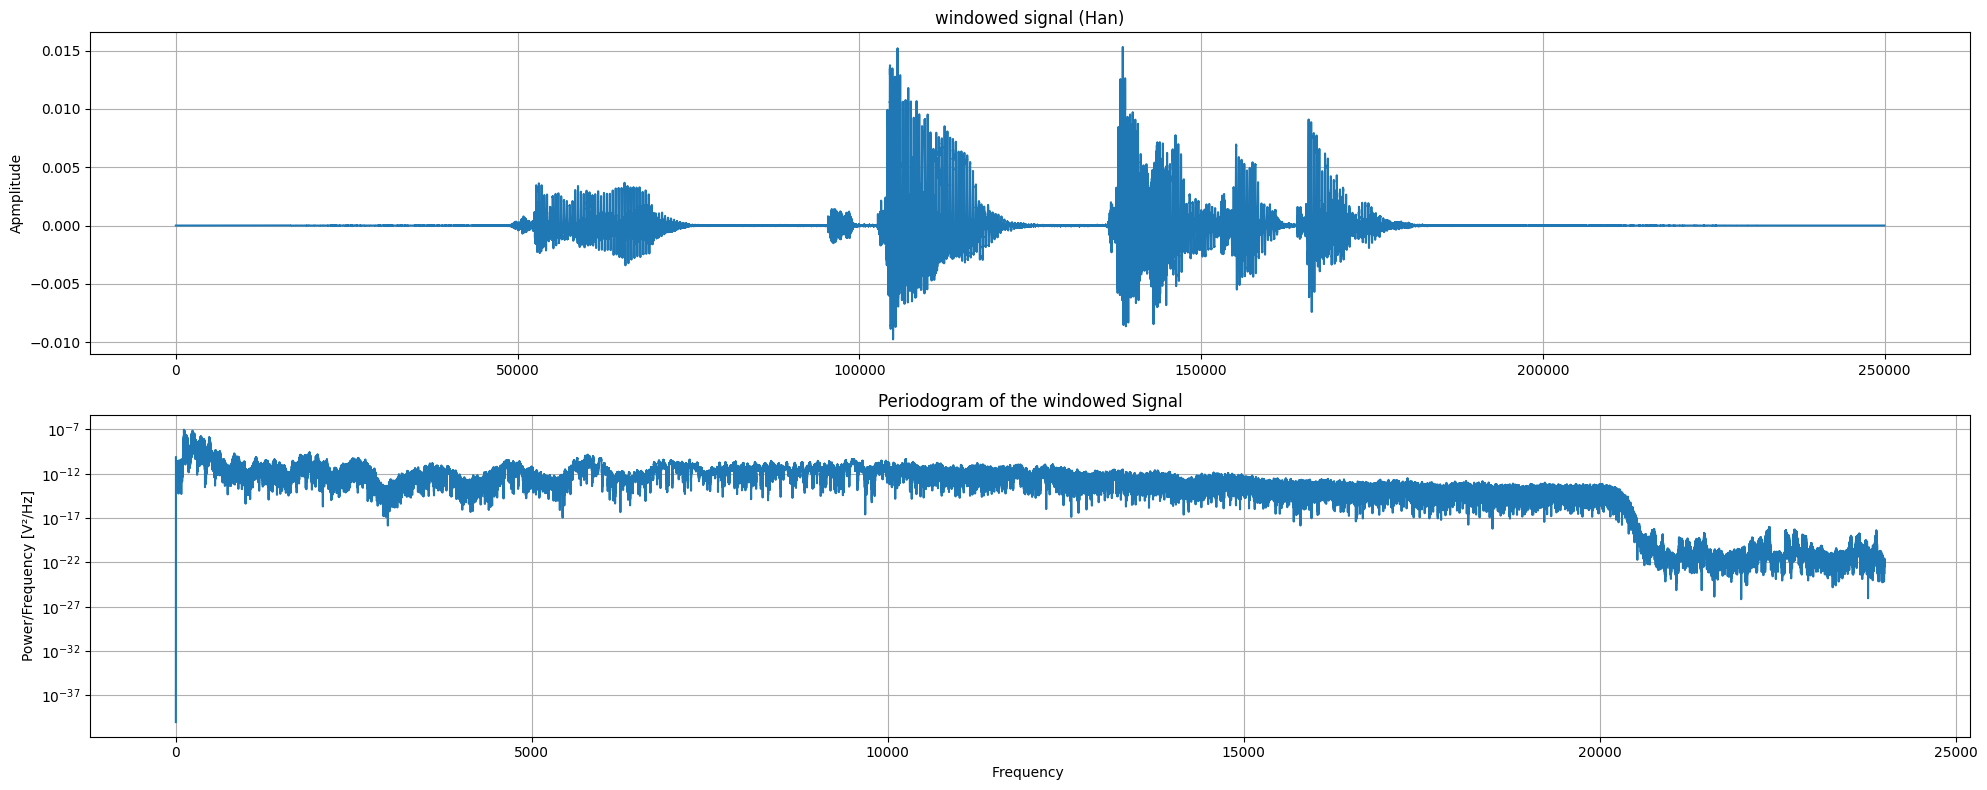 windowed signal (Han)
Apmplitude
0.015
0.010
0.005
0.000
−0.005
−0.010
0 50000 100000 150000 200000 250000
Periodogram of the windowed Signal
Power/Frequency [V²/Hz]
10⁻⁷
10⁻¹²
10⁻¹⁷
10⁻²²
10⁻²⁷
10⁻³²
10⁻³⁷
0 5000 10000 15000 20000 25000
Frequency